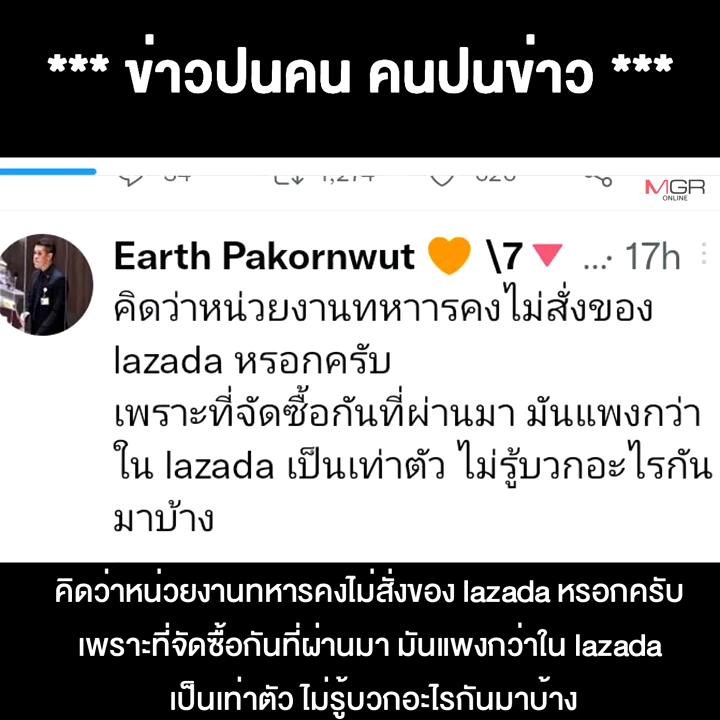 *** ข่าวปนคน คนปนข่าว ***
MGR
ONLINE
Earth Pakornwut 🧡 \7🔻 ...· 17h
คิดว่าหน่วยงานทหาารคงไม่สั่งของ
lazada หรอกครับ
เพราะที่จัดซื้อกันที่ผ่านมา มันแพงกว่า
ใน lazada เป็นเท่าตัว ไม่รู้บวกอะไรกัน
มาบ้าง
คิดว่าหน่วยงานทหารคงไม่สั่งของ lazada หรอกครับ
เพราะที่จัดซื้อกันที่ผ่านมา มันแพงกว่าใน lazada
เป็นเท่าตัว ไม่รู้บวกอะไรกันมาบ้าง